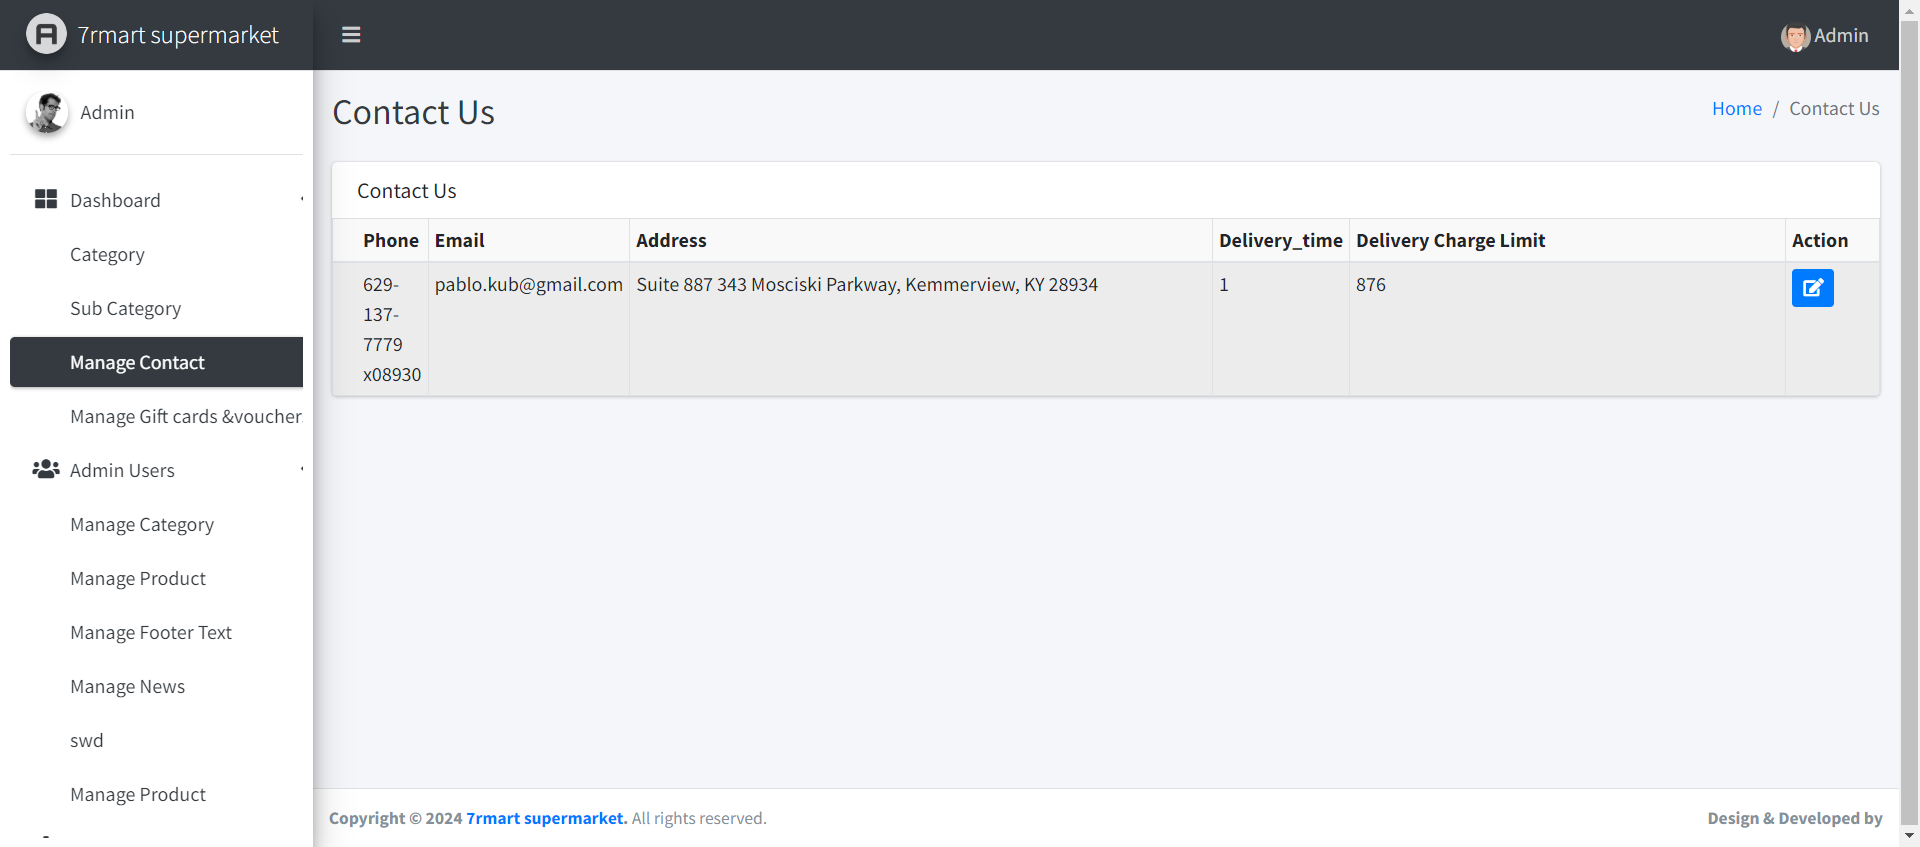 7rmart supermarket
Admin
Admin
Dashboard
Category
Sub Category
Manage Contact
Manage Gift cards &voucher
Admin Users
Manage Category
Manage Product
Manage Footer Text
Manage News
swd
Manage Product
Contact Us
Home / Contact Us
Contact Us
Phone Email Address Delivery_time Delivery Charge Limit Action
629- pablo.kub@gmail.com Suite 887 343 Mosciski Parkway, Kemmerview, KY 28934 1 876
137-
7779
x08930
Copyright © 2024 7rmart supermarket. All rights reserved.
Design & Developed by